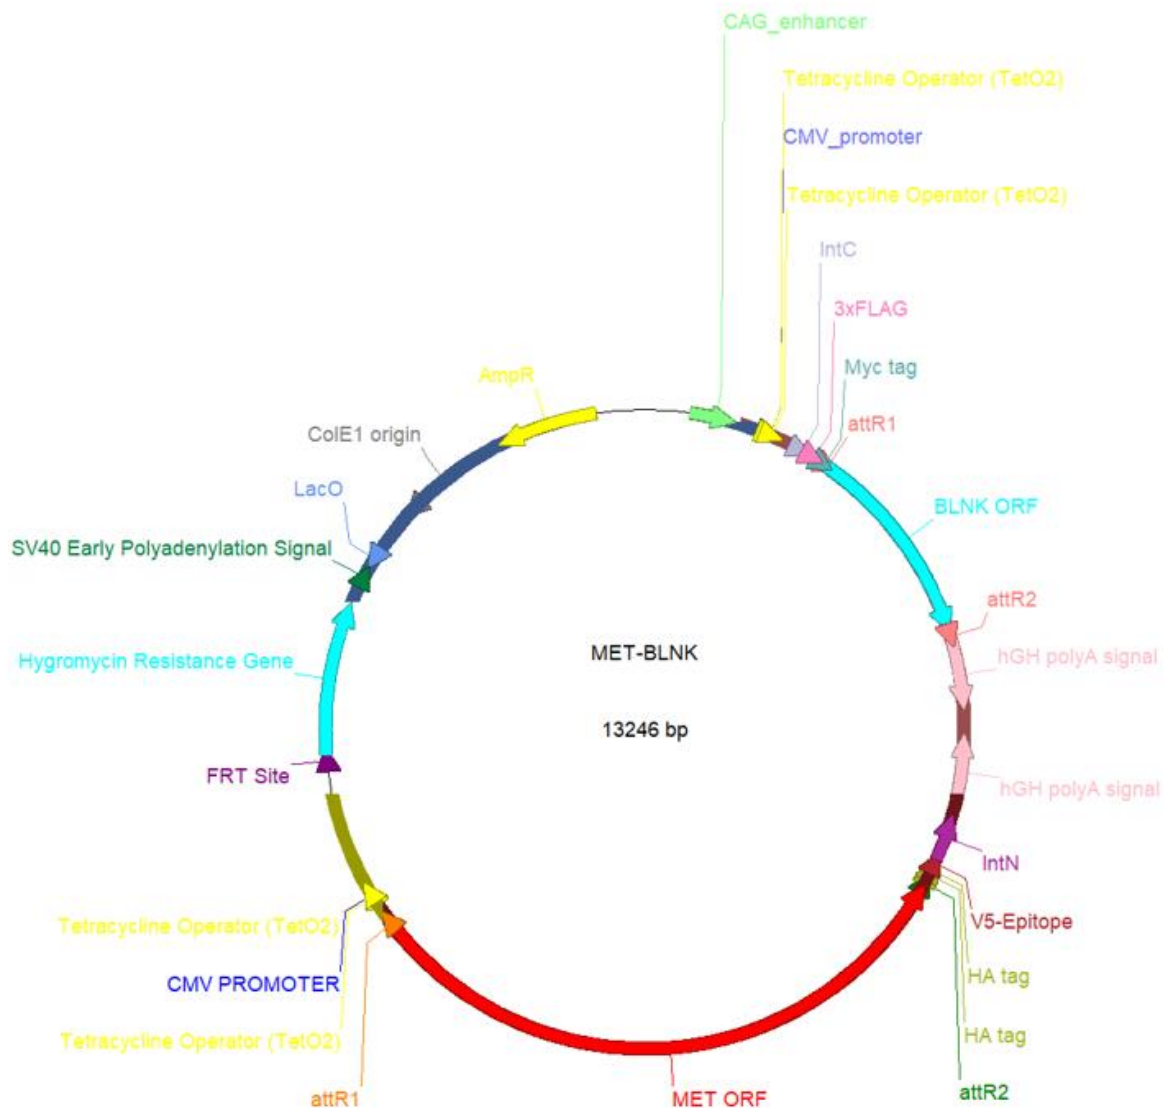 CAG_enhancer
Tetracycline Operator (TetO2)
CMV_promoter
Tetracycline Operator (TetO2)
IntC
3xFLAG
Myc tag
attR1
BLNK ORF
attR2
hGH polyA signal
hGH polyA signal
IntN
V5-Epitope
HA tag
HA tag
attR2
MET ORF
attR1
Tetracycline Operator (TetO2)
CMV PROMOTER
Tetracycline Operator (TetO2)
FRT Site
Hygromycin Resistance Gene
SV40 Early Polyadenylation Signal
LacO
ColE1 origin
AmpR
MET-BLNK
13246 bp